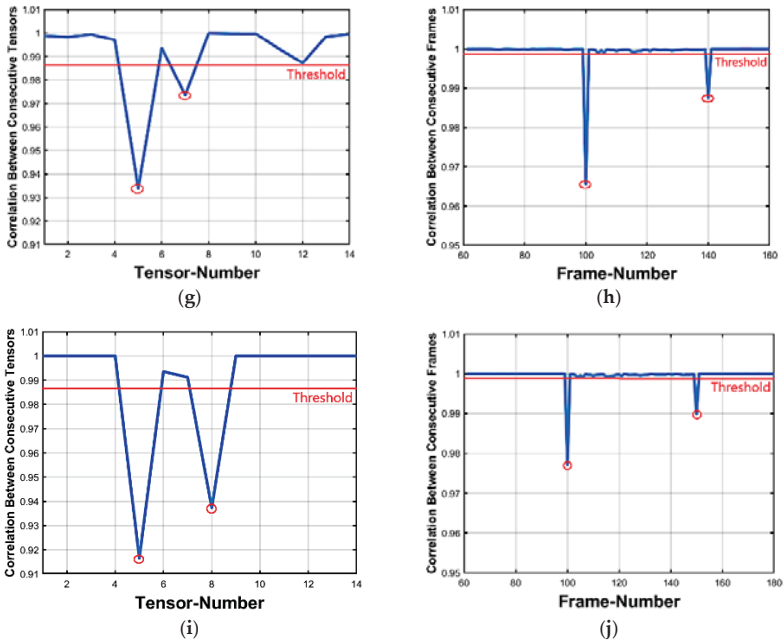 Correlation Between Consecutive Tensors
1.01
1
0.99
0.98
0.97
0.96
0.95
0.94
0.93
0.92
0.91
Threshold
2 4 6 8 10 12 14
Tensor-Number
(g)
Correlation Between Consecutive Frames
1.01
1
0.99
0.98
0.97
0.96
0.95
Threshold
60 80 100 120 140 160
Frame-Number
(h)
Correlation Between Consecutive Tensors
1.01
1
0.99
0.98
0.97
0.96
0.95
0.94
0.93
0.92
0.91
Threshold
2 4 6 8 10 12 14
Tensor-Number
(i)
Correlation Between Consecutive Frames
1.01
1
0.99
0.98
0.97
0.96
0.95
Threshold
60 80 100 120 140 160 180
Frame-Number
(j)